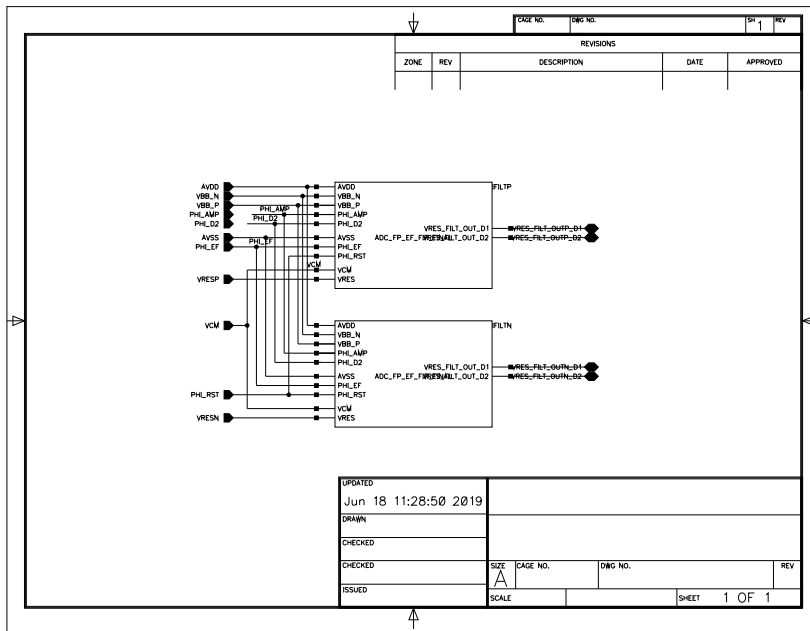 CAGE NO. DWG NO. SH 1 REV
REVISIONS
ZONE REV DESCRIPTION DATE APPROVED
AVDD AVDD IFILTP
VBB_N VBB_N
VBB_P VBB_P
PHI_AMP PHI_AMP PHI_AMP
PHI_D2 PHI_D2 PHI_D2
VRES_FILT_OUT_D1 VRES_FILT_OUTP_D1
AVSS AVSS VRES_FILT_OUT_D2 VRES_FILT_OUTP_D2
PHI_EF PHI_EF PHI_EF
PHI_RST
VCM VCM
VRESP VRES
VCM AVDD IFILTN
VBB_N
VBB_P
PHI_AMP
PHI_D2
VRES_FILT_OUT_D1 VRES_FILT_OUTN_D1
AVSS VRES_FILT_OUT_D2 VRES_FILT_OUTN_D2
PHI_EF
PHI_RST PHI_RST
VCM
VRESN VRES
UPDATED
Jun 18 11:28:50 2019
DRAWN
CHECKED
CHECKED
ISSUED
SIZE A CAGE NO. DWG NO. REV
SCALE SHEET 1 OF 1